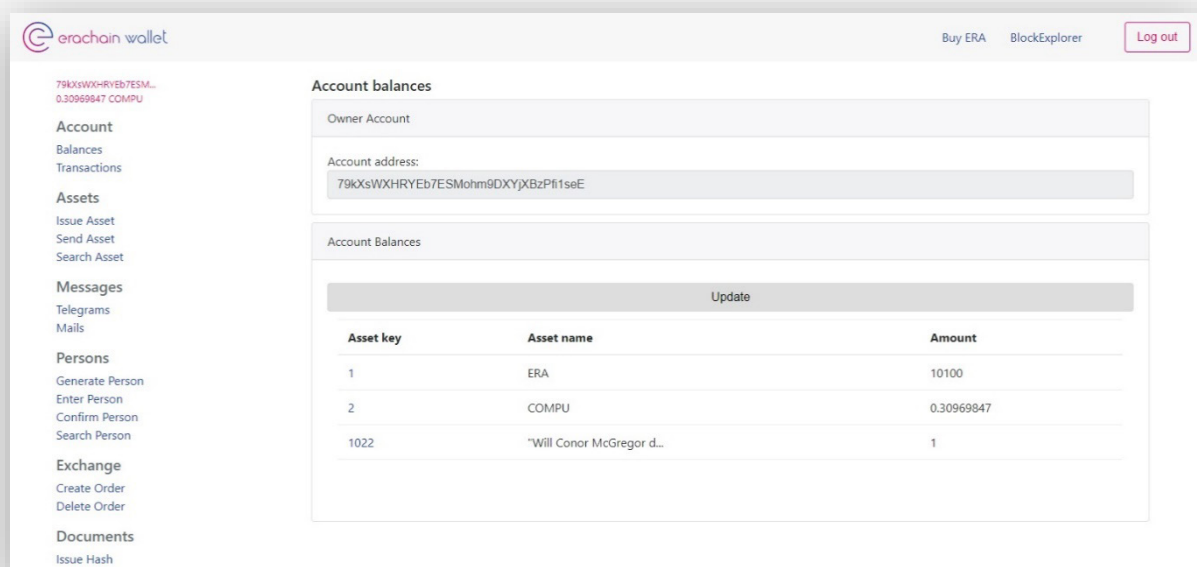 erachain wallet
Buy ERA BlockExplorer Log out
79kXsWXHRYEb7ESM...
0.30969847 COMPU
Account
Balances
Transactions
Assets
Issue Asset
Send Asset
Search Asset
Messages
Telegrams
Mails
Persons
Generate Person
Enter Person
Confirm Person
Search Person
Exchange
Create Order
Delete Order
Documents
Issue Hash
Account balances
Owner Account
Account address:
79kXsWXHRYEb7ESMohm9DXYjXBzPfi1seE
Account Balances
Update
Asset key Asset name Amount
1 ERA 10100
2 COMPU 0.30969847
1022 "Will Conor McGregor d... 1